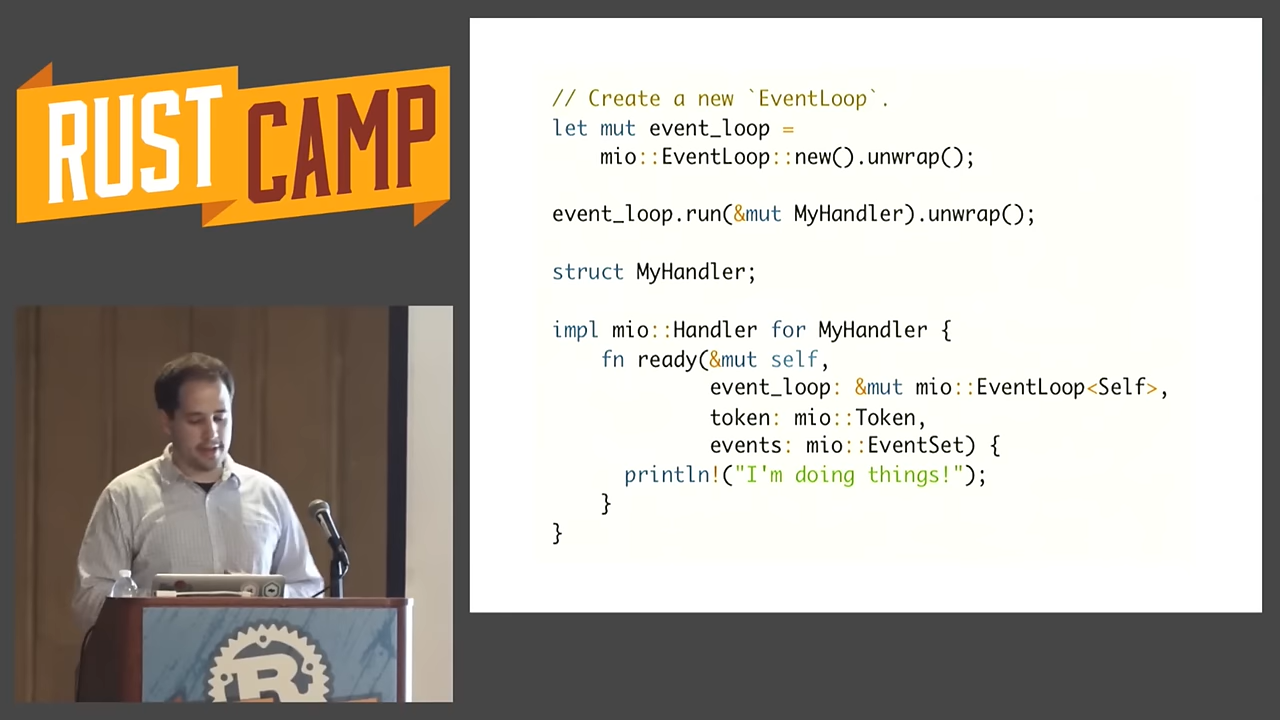 RUST CAMP
// Create a new `EventLoop`.
let mut event_loop =
    mio::EventLoop::new().unwrap();
event_loop.run(&mut MyHandler).unwrap();
struct MyHandler;
impl mio::Handler for MyHandler {
    fn ready(&mut self,
             event_loop: &mut mio::EventLoop<Self>,
             token: mio::Token,
             events: mio::EventSet) {
      println!("I'm doing things!");
    }
}
R